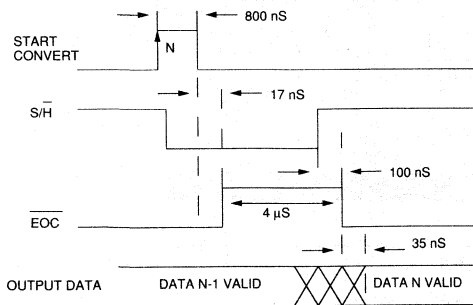 800 nS
START
CONVERT
N
17 nS
S/H̅
100 nS
4 µS
E̅O̅C̅
35 nS
OUTPUT DATA DATA N-1 VALID DATA N VALID